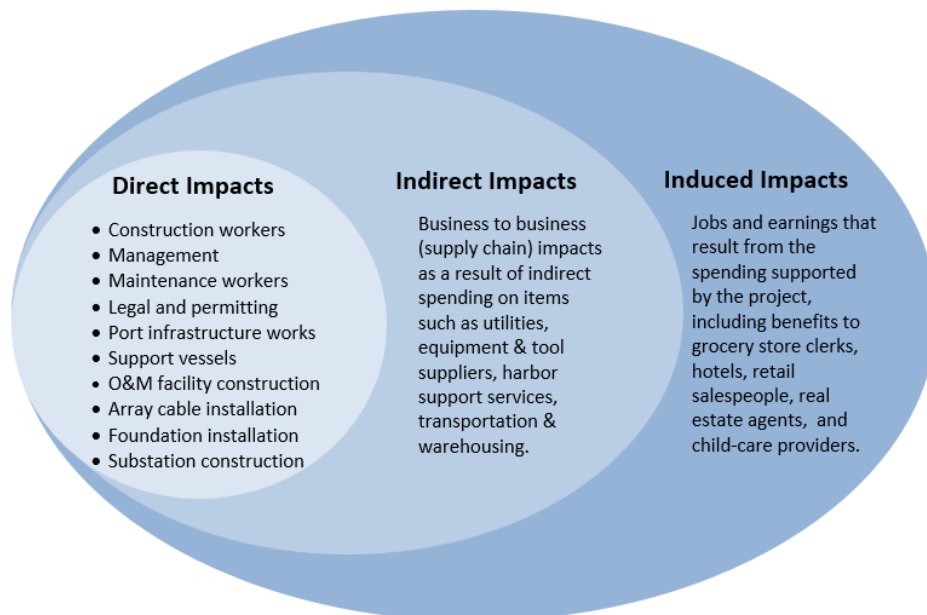 Direct Impacts
• Construction workers
• Management
• Maintenance workers
• Legal and permitting
• Port infrastructure works
• Support vessels
• O&M facility construction
• Array cable installation
• Foundation installation
• Substation construction
Indirect Impacts
Business to business
(supply chain) impacts
as a result of indirect
spending on items
such as utilities,
equipment & tool
suppliers, harbor
support services,
transportation &
warehousing.
Induced Impacts
Jobs and earnings that
result from the
spending supported
by the project,
including benefits to
grocery store clerks,
hotels, retail
salespeople, real
estate agents,  and
child-care providers.